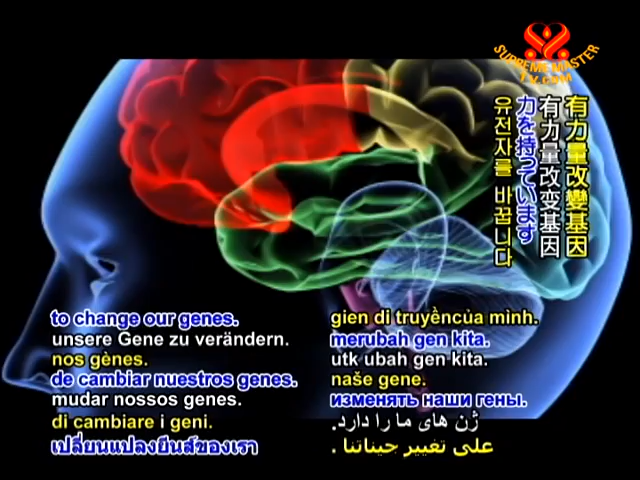 SUPREME MASTER
TV.COM
有力量改變基因
有力量改变基因
力を持っています
유전자를 바꿉니다
to change our genes.
unsere Gene zu verändern.
nos gènes.
de cambiar nuestros genes.
mudar nossos genes.
di cambiare i geni.
เปลี่ยนแปลงยีนส์ของเรา
gien di truyềncủa mình.
merubah gen kita.
utk ubah gen kita.
naše gene.
изменять наши гены.
ژن های ما را دارد.
على تغيير جيناتنا .